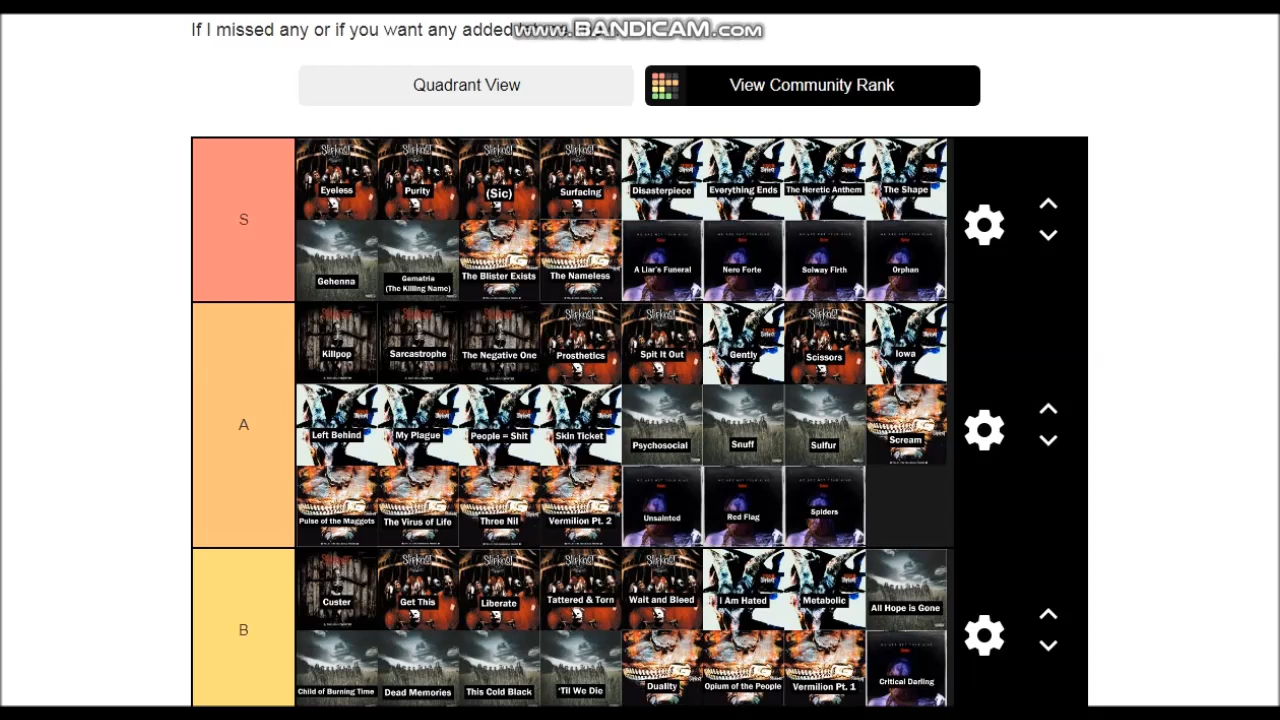 If I missed any or if you want any added
www.BANDICAM.com
Quadrant View
View Community Rank
S
Eyeless
Purity
(Sic)
Surfacing
Disasterpiece
Everything Ends
The Heretic Anthem
The Shape
Gehenna
Gematria
(The Killing Name)
The Blister Exists
The Nameless
A Liar's Funeral
Nero Forte
Solway Firth
Orphan
A
Killpop
Sarcastrophe
The Negative One
Prosthetics
Spit It Out
Gently
Scissors
Iowa
Left Behind
My Plague
People = Shit
Skin Ticket
Psychosocial
Snuff
Sulfur
Scream
Pulse of the Maggots
The Virus of Life
Three Nil
Vermilion Pt. 2
Unsainted
Red Flag
Spiders
B
Custer
Get This
Liberate
Tattered & Torn
Wait and Bleed
I Am Hated
Metabolic
All Hope is Gone
Child of Burning Time
Dead Memories
This Cold Black
'Til We Die
Duality
Opium of the People
Vermilion Pt. 1
Critical Darling